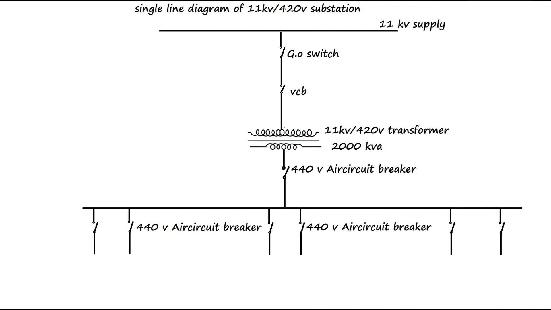 single line diagram of 11kv/420v substation
11 kv supply
G.o switch
vcb
11kv/420v transformer
2000 kva
440 v Aircircuit breaker
440 v Aircircuit breaker
440 v Aircircuit breaker